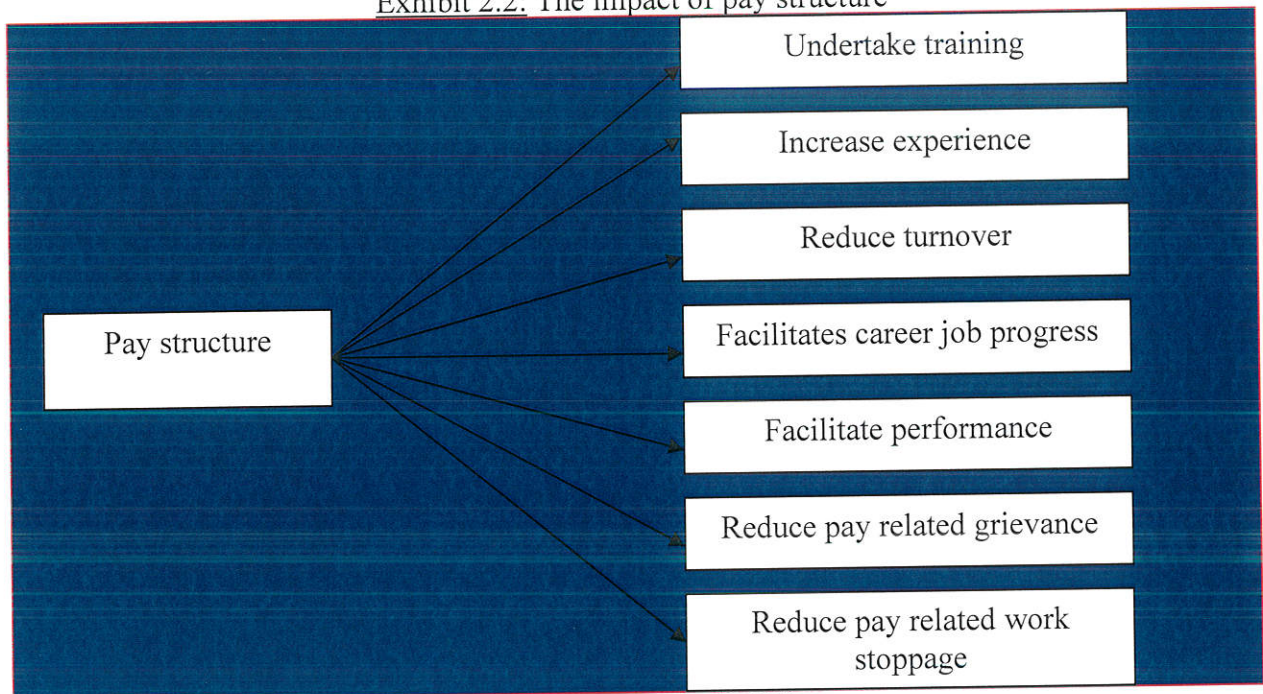 Exhibit 2.2: The impact of pay structure
Undertake training
Increase experience
Reduce turnover
Pay structure
Facilitates career job progress
Facilitate performance
Reduce pay related grievance
Reduce pay related work
stoppage